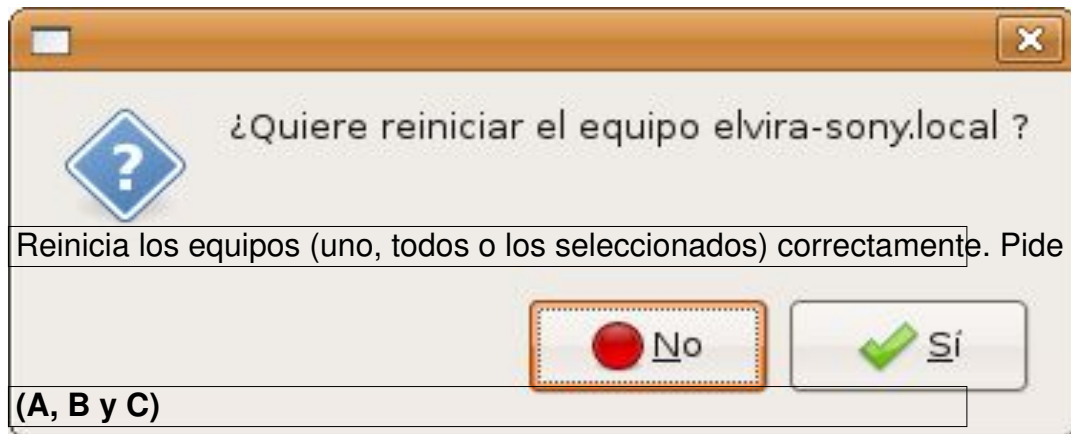 ¿Quiere reiniciar el equipo elvira-sony.local ?
Reinicia los equipos (uno, todos o los seleccionados) correctamente. Pide
No
Sí
(A, B y C)